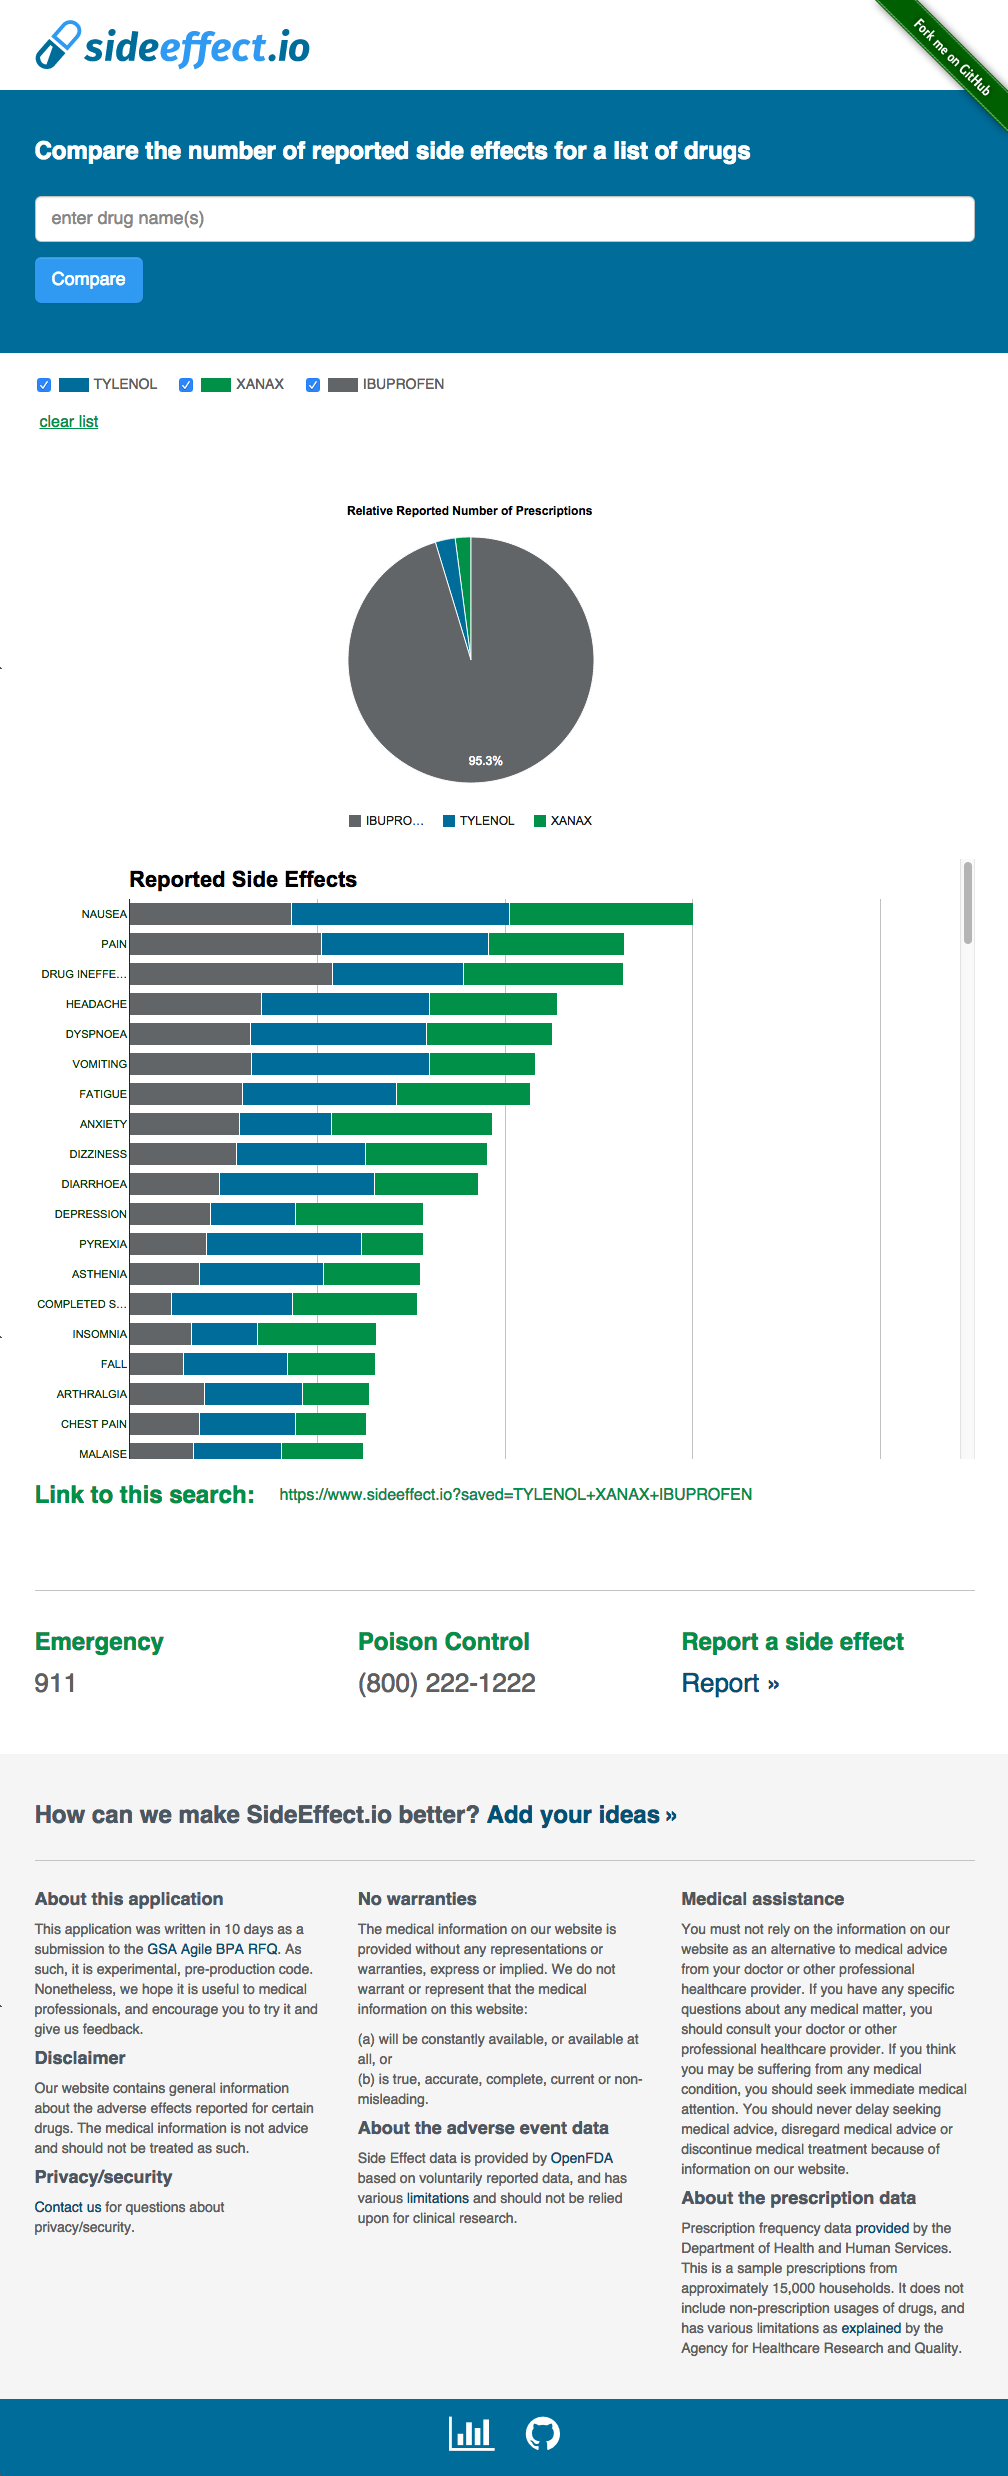 sideeffect.io
Fork me on GitHub
Compare the number of reported side effects for a list of drugs
enter drug name(s)
Compare
TYLENOL XANAX IBUPROFEN
clear list
Relative Reported Number of Prescriptions
95.3%
IBUPRO... TYLENOL XANAX
Reported Side Effects
NAUSEA
PAIN
DRUG INEFFE...
HEADACHE
DYSPNOEA
VOMITING
FATIGUE
ANXIETY
DIZZINESS
DIARRHOEA
DEPRESSION
PYREXIA
ASTHENIA
COMPLETED S...
INSOMNIA
FALL
ARTHRALGIA
CHEST PAIN
MALAISE
Link to this search: https://www.sideeffect.io?saved=TYLENOL+XANAX+IBUPROFEN
Emergency
911
Poison Control
(800) 222-1222
Report a side effect
Report »
How can we make SideEffect.io better? Add your ideas »
About this application
This application was written in 10 days as a
submission to the GSA Agile BPA RFQ. As
such, it is experimental, pre-production code.
Nonetheless, we hope it is useful to medical
professionals, and encourage you to try it and
give us feedback.
Disclaimer
Our website contains general information
about the adverse effects reported for certain
drugs. The medical information is not advice
and should not be treated as such.
Privacy/security
Contact us for questions about
privacy/security.
No warranties
The medical information on our website is
provided without any representations or
warranties, express or implied. We do not
warrant or represent that the medical
information on this website:
(a) will be constantly available, or available at
all, or
(b) is true, accurate, complete, current or non-
misleading.
About the adverse event data
Side Effect data is provided by OpenFDA
based on voluntarily reported data, and has
various limitations and should not be relied
upon for clinical research.
Medical assistance
You must not rely on the information on our
website as an alternative to medical advice
from your doctor or other professional
healthcare provider. If you have any specific
questions about any medical matter, you
should consult your doctor or other
professional healthcare provider. If you think
you may be suffering from any medical
condition, you should seek immediate medical
attention. You should never delay seeking
medical advice, disregard medical advice or
discontinue medical treatment because of
information on our website.
About the prescription data
Prescription frequency data provided by the
Department of Health and Human Services.
This is a sample prescriptions from
approximately 15,000 households. It does not
include non-prescription usages of drugs, and
has various limitations as explained by the
Agency for Healthcare Research and Quality.